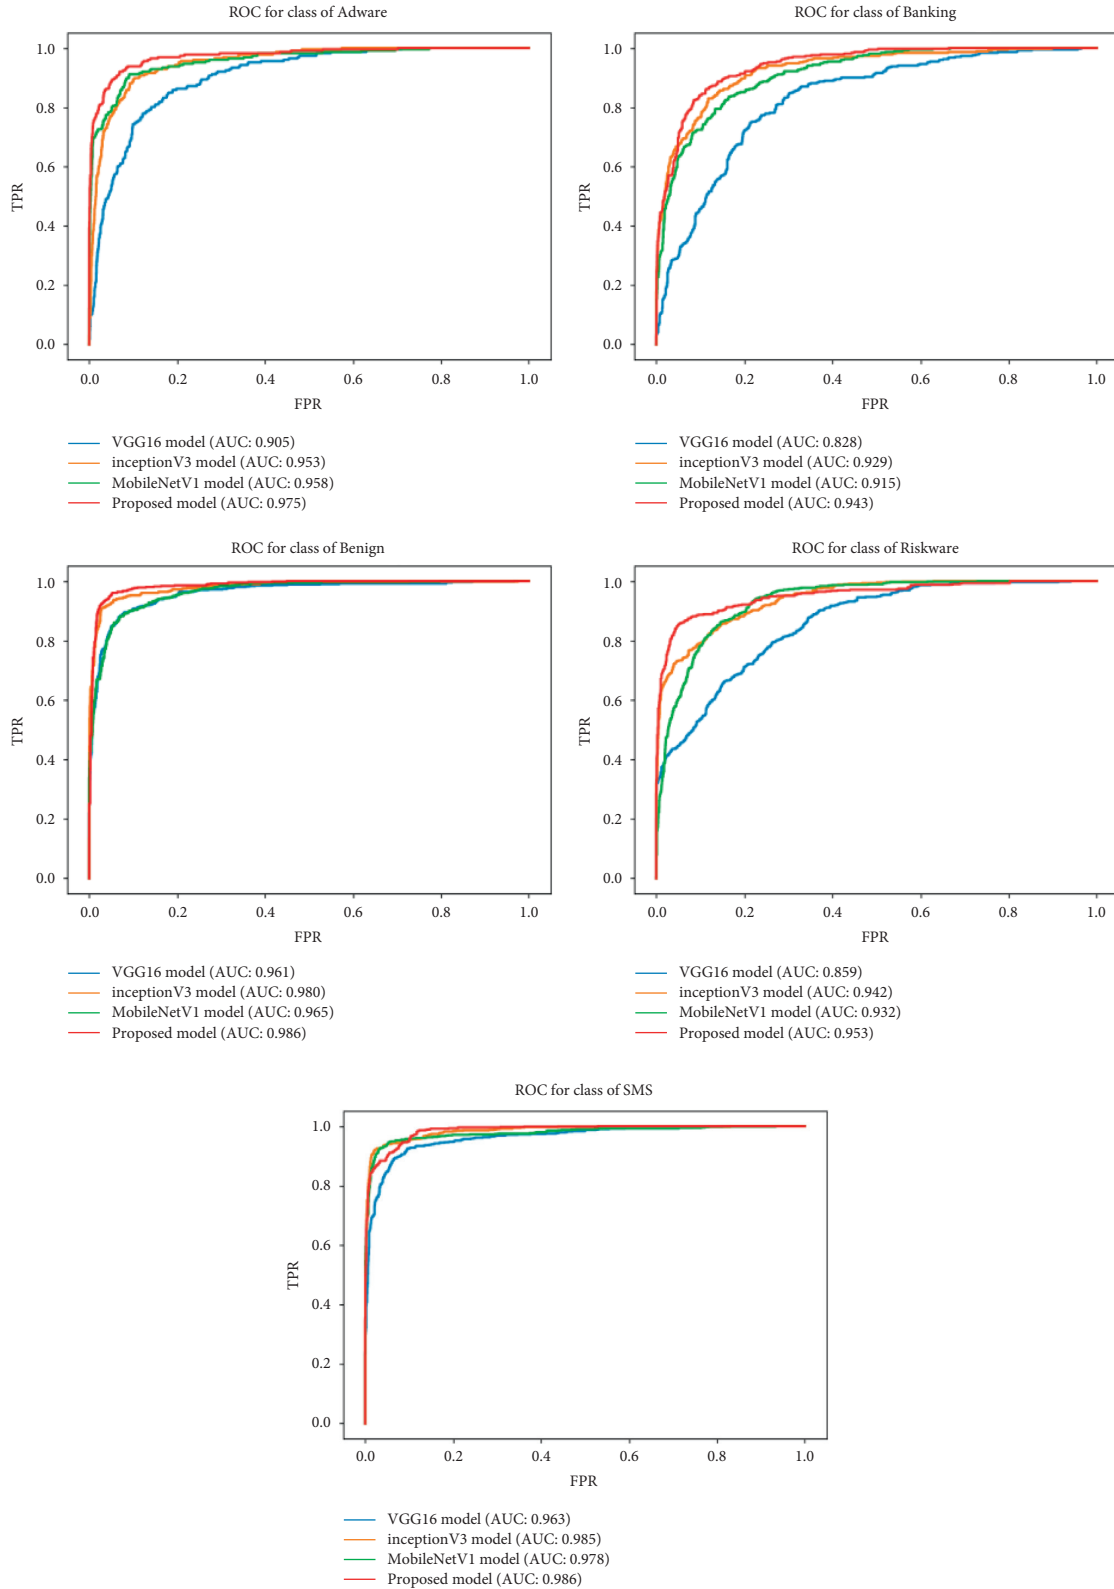 ROC for class of Adware
1.0
0.8
0.6
0.4
0.2
0.0
TPR
0.0 0.2 0.4 0.6 0.8 1.0
FPR
VGG16 model (AUC: 0.905)
inceptionV3 model (AUC: 0.953)
MobileNetV1 model (AUC: 0.958)
Proposed model (AUC: 0.975)
ROC for class of Banking
1.0
0.8
0.6
0.4
0.2
0.0
TPR
0.0 0.2 0.4 0.6 0.8 1.0
FPR
VGG16 model (AUC: 0.828)
inceptionV3 model (AUC: 0.929)
MobileNetV1 model (AUC: 0.915)
Proposed model (AUC: 0.943)
ROC for class of Benign
1.0
0.8
0.6
0.4
0.2
0.0
TPR
0.0 0.2 0.4 0.6 0.8 1.0
FPR
VGG16 model (AUC: 0.961)
inceptionV3 model (AUC: 0.980)
MobileNetV1 model (AUC: 0.965)
Proposed model (AUC: 0.986)
ROC for class of Riskware
1.0
0.8
0.6
0.4
0.2
0.0
TPR
0.0 0.2 0.4 0.6 0.8 1.0
FPR
VGG16 model (AUC: 0.859)
inceptionV3 model (AUC: 0.942)
MobileNetV1 model (AUC: 0.932)
Proposed model (AUC: 0.953)
ROC for class of SMS
1.0
0.8
0.6
0.4
0.2
0.0
TPR
0.0 0.2 0.4 0.6 0.8 1.0
FPR
VGG16 model (AUC: 0.963)
inceptionV3 model (AUC: 0.985)
MobileNetV1 model (AUC: 0.978)
Proposed model (AUC: 0.986)